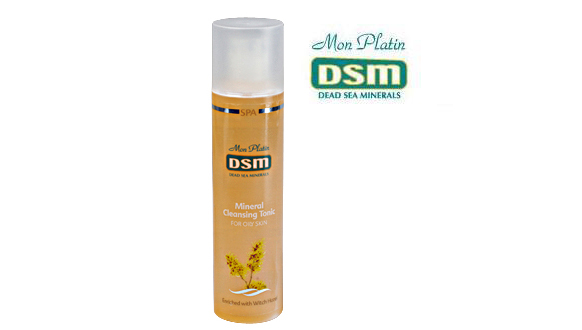 Mon Platin
DSM
DEAD SEA MINERALS
SPA
Mon Platin
DSM
DEAD SEA MINERALS
Mineral
Cleansing Tonic
FOR OILY SKIN
Enriched with Witch Hazel